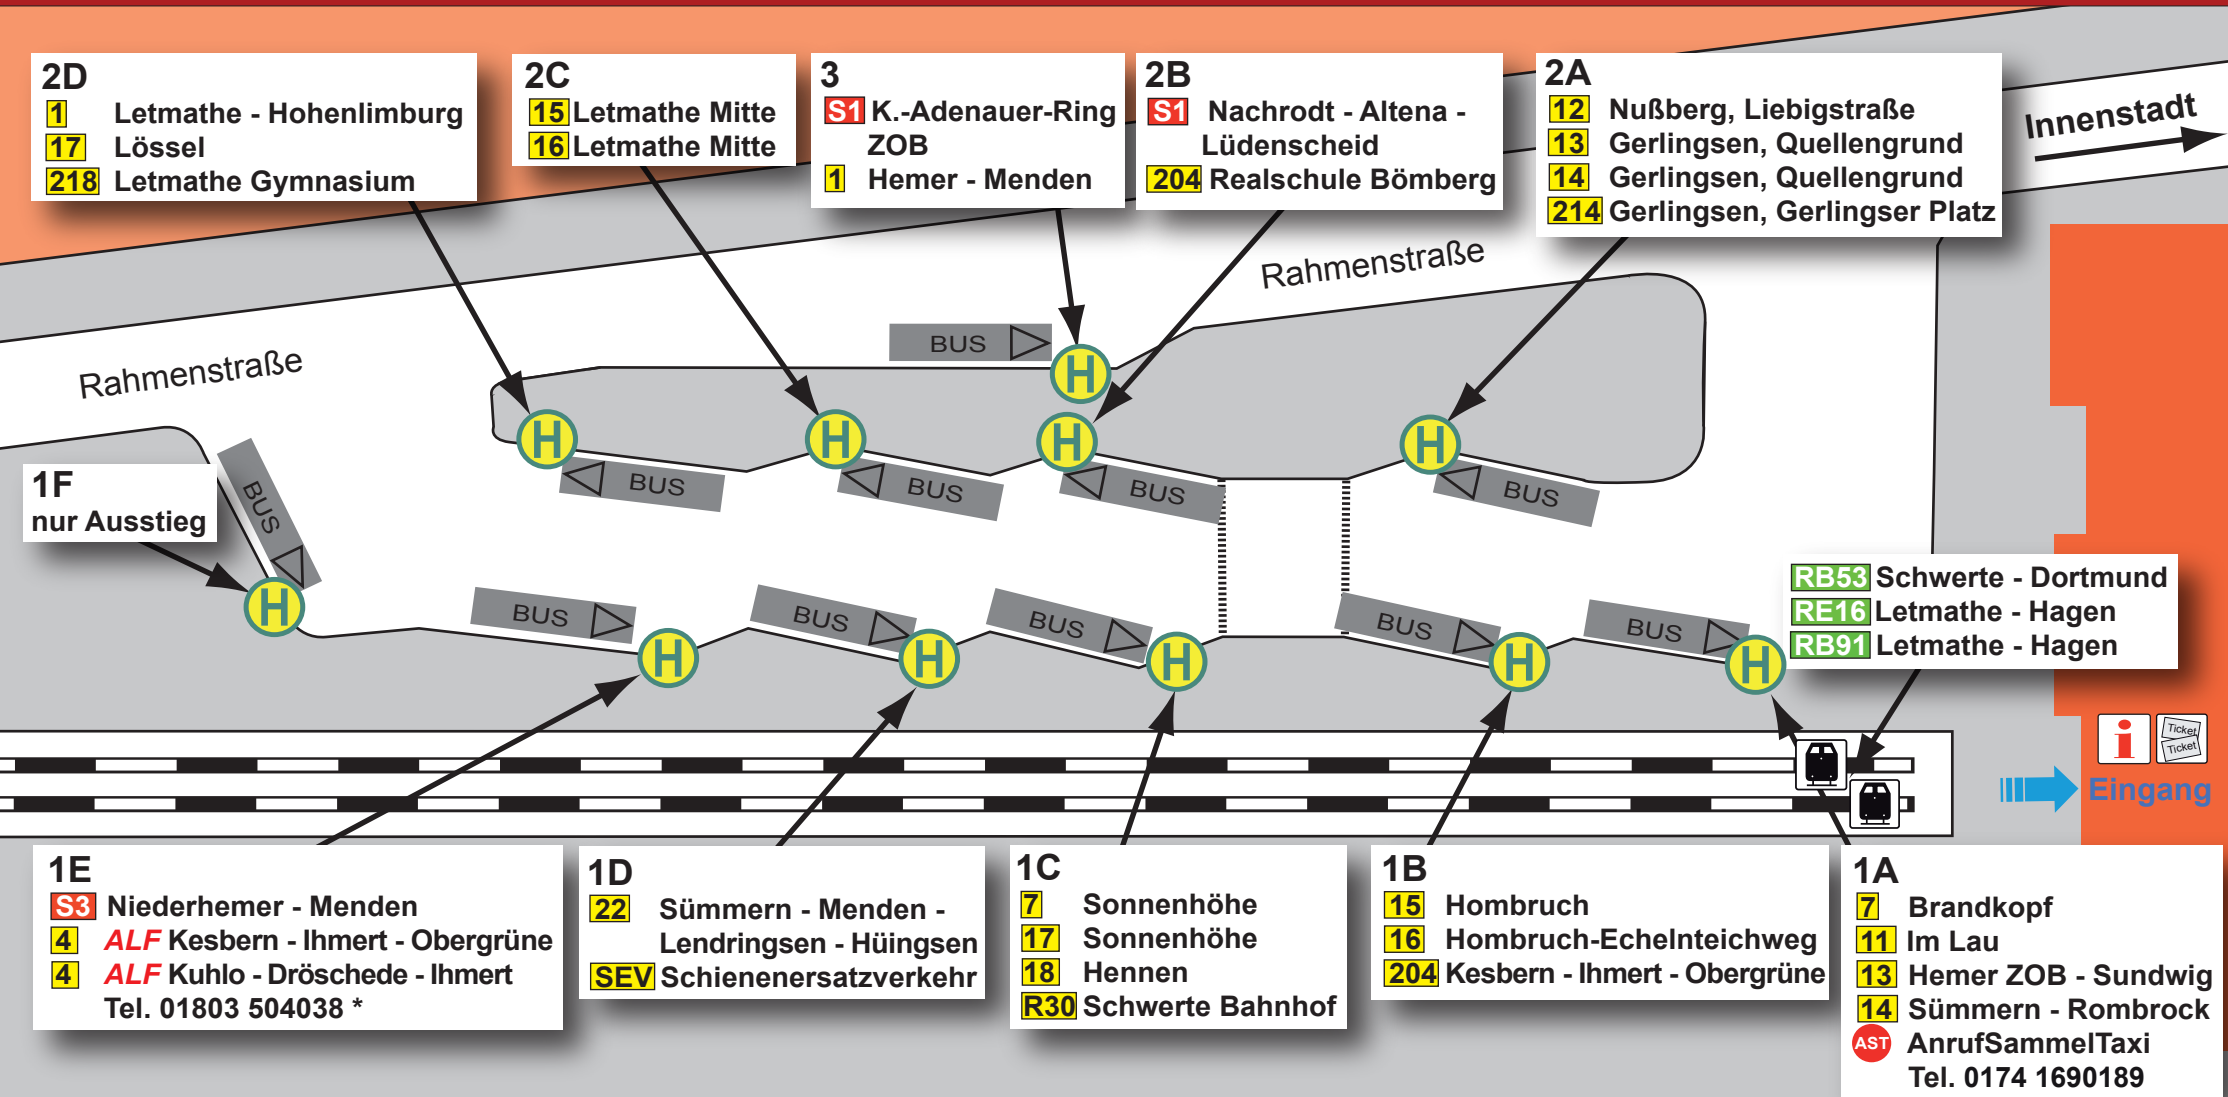 2D
1 Letmathe - Hohenlimburg
17 Lössel
218 Letmathe Gymnasium
2C
15 Letmathe Mitte
16 Letmathe Mitte
3
S1 K.-Adenauer-Ring
ZOB
1 Hemer - Menden
2B
S1 Nachrodt - Altena -
Lüdenscheid
204 Realschule Bömberg
2A
12 Nußberg, Liebigstraße
13 Gerlingsen, Quellengrund
14 Gerlingsen, Quellengrund
214 Gerlingsen, Gerlingser Platz
Innenstadt
Rahmenstraße
Rahmenstraße
BUS
H
H
H
H
H
BUS
BUS
BUS
BUS
1F
nur Ausstieg
BUS
H
BUS
BUS
BUS
BUS
BUS
H
H
H
H
H
RB53 Schwerte - Dortmund
RE16 Letmathe - Hagen
RB91 Letmathe - Hagen
i
Ticket
Ticket
Eingang
1E
S3 Niederhemer - Menden
4 ALF Kesbern - Ihmert - Obergrüne
4 ALF Kuhlo - Dröschede - Ihmert
Tel. 01803 504038 *
1D
22 Sümmern - Menden -
Lendringsen - Hüingsen
SEV Schienenersatzverkehr
1C
7 Sonnenhöhe
17 Sonnenhöhe
18 Hennen
R30 Schwerte Bahnhof
1B
15 Hombruch
16 Hombruch-Echelnteichweg
204 Kesbern - Ihmert - Obergrüne
1A
7 Brandkopf
11 Im Lau
13 Hemer ZOB - Sundwig
14 Sümmern - Rombrock
AST AnrufSammelTaxi
Tel. 0174 1690189